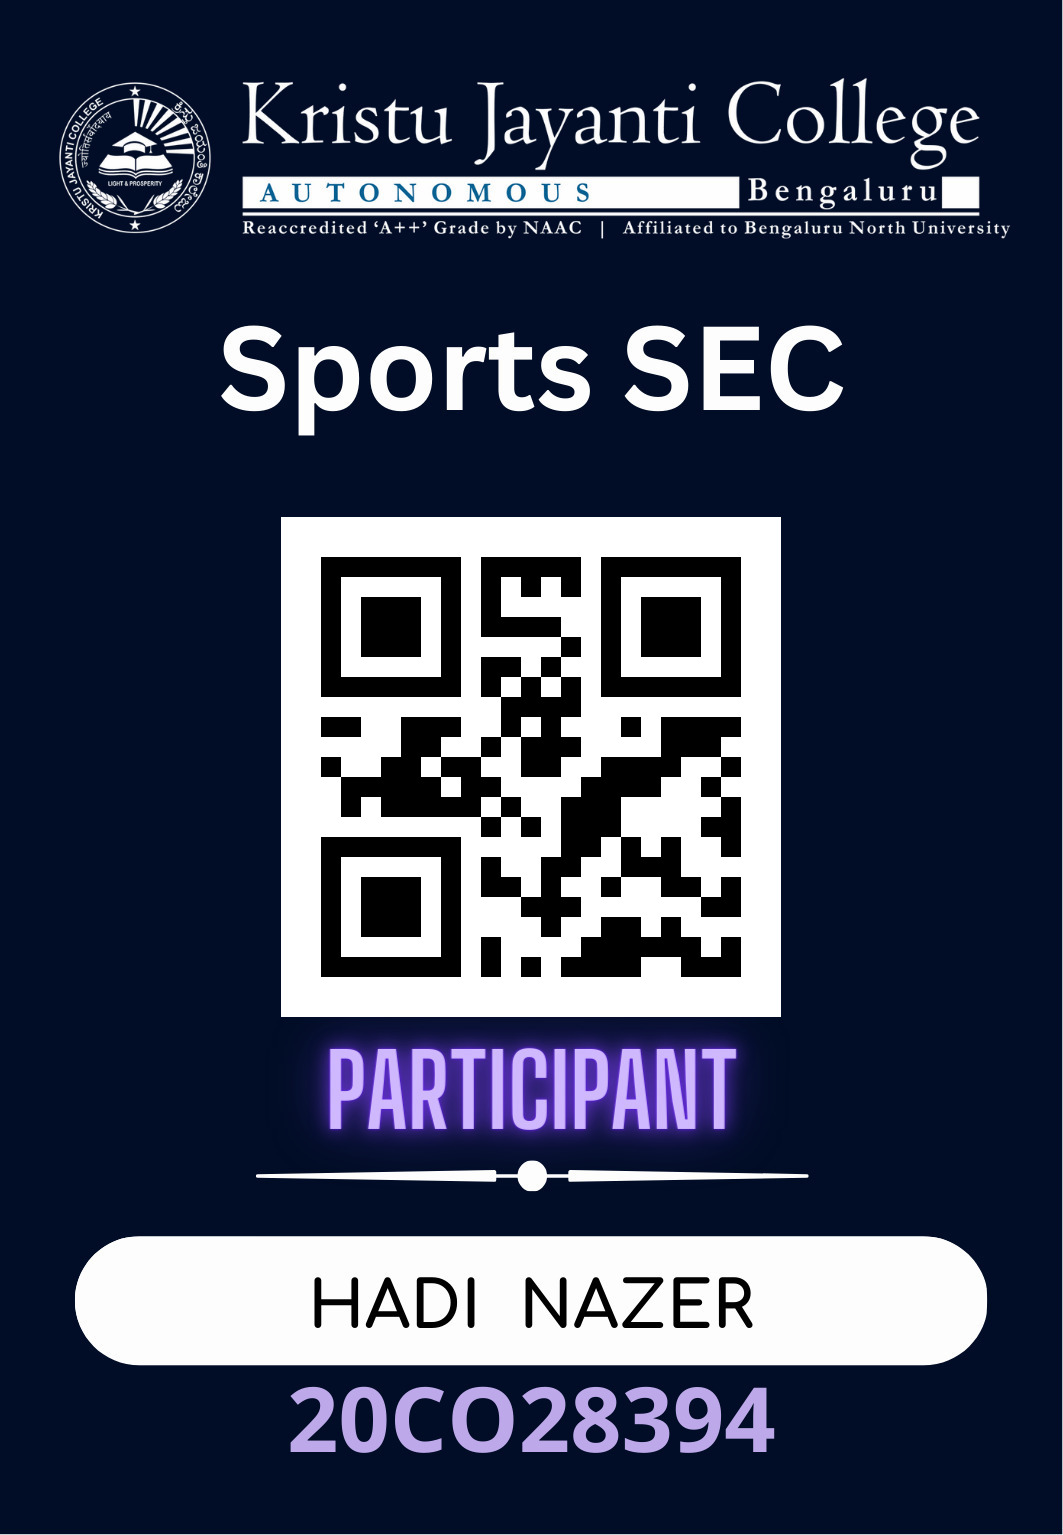 KRISTU JAYANTI COLLEGE
ಕ್ರಿಸ್ತು ಜಯಂತಿ ಕಾಲೇಜು
LIGHT & PROSPERITY
Kristu Jayanti College
AUTONOMOUS Bengaluru
Reaccredited ‘A++’ Grade by NAAC | Affiliated to Bengaluru North University
Sports SEC
PARTICIPANT
HADI NAZER
20CO28394